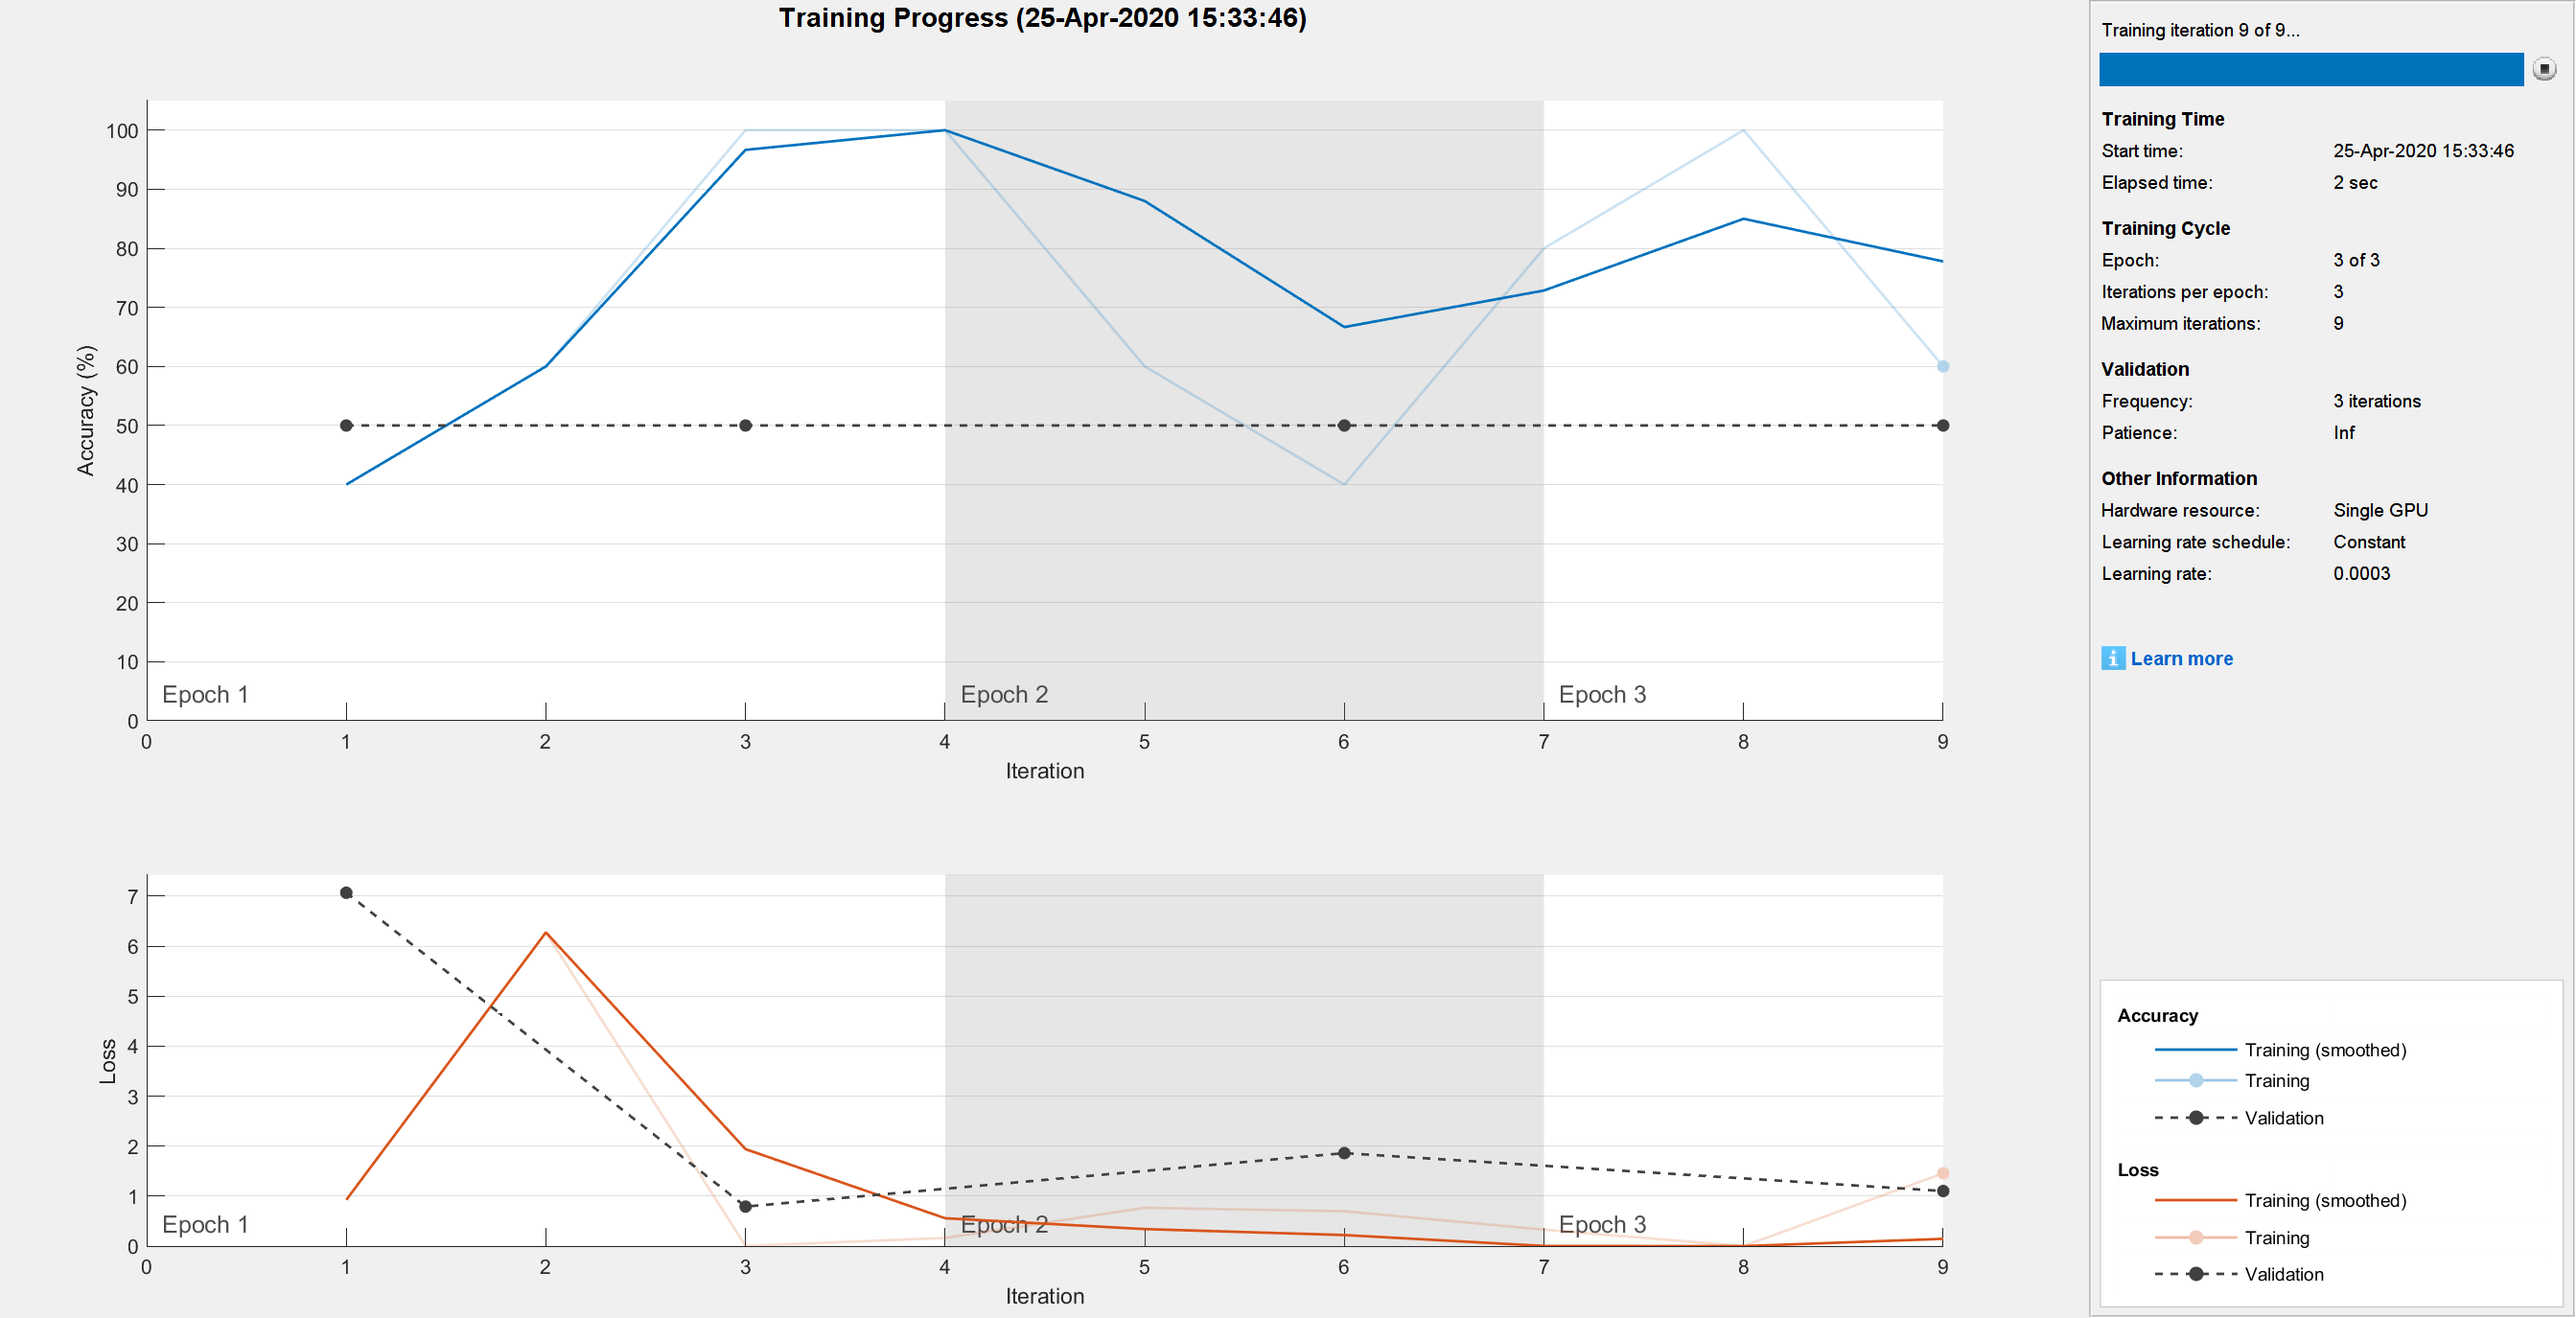 Training Progress (25-Apr-2020 15:33:46)
100
90
80
70
60
50
40
30
20
10
0
Accuracy (%)
Epoch 1
Epoch 2
Epoch 3
0 1 2 3 4 5 6 7 8 9
Iteration
7
6
5
4
3
2
1
0
Loss
Epoch 1
Epoch 2
Epoch 3
0 1 2 3 4 5 6 7 8 9
Iteration
Training iteration 9 of 9...
Training Time
Start time: 25-Apr-2020 15:33:46
Elapsed time: 2 sec
Training Cycle
Epoch: 3 of 3
Iterations per epoch: 3
Maximum iterations: 9
Validation
Frequency: 3 iterations
Patience: Inf
Other Information
Hardware resource: Single GPU
Learning rate schedule: Constant
Learning rate: 0.0003
i Learn more
Accuracy
Training (smoothed)
Training
Validation
Loss
Training (smoothed)
Training
Validation